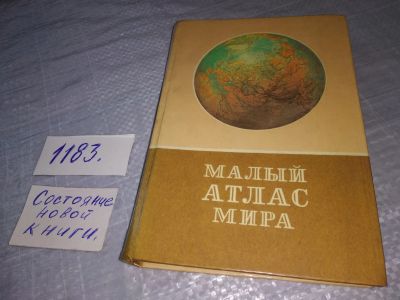 1183.
Состояние
новой
книги.
МАЛЫЙ
АТЛАС
МИРА